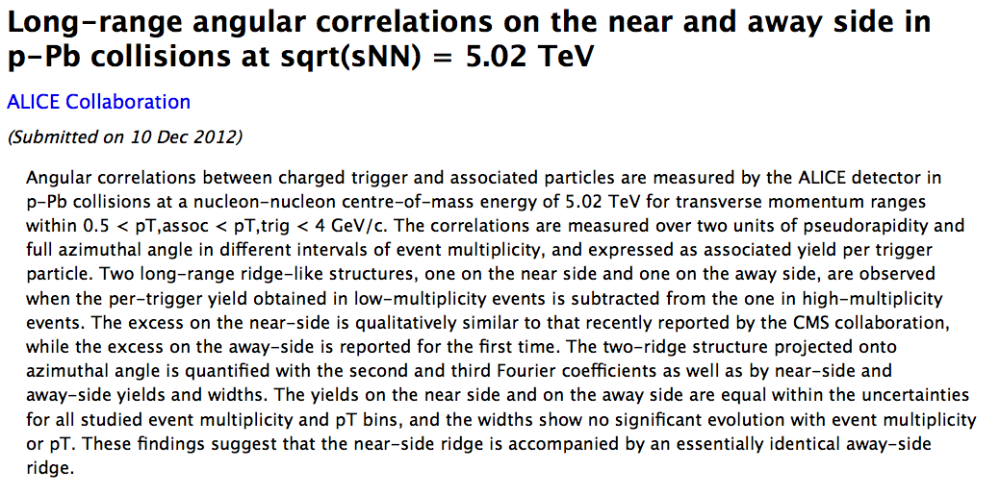 Long-range angular correlations on the near and away side in
p-Pb collisions at sqrt(sNN) = 5.02 TeV
ALICE Collaboration
(Submitted on 10 Dec 2012)
Angular correlations between charged trigger and associated particles are measured by the ALICE detector in
p-Pb collisions at a nucleon-nucleon centre-of-mass energy of 5.02 TeV for transverse momentum ranges
within 0.5 < pT,assoc < pT,trig < 4 GeV/c. The correlations are measured over two units of pseudorapidity and
full azimuthal angle in different intervals of event multiplicity, and expressed as associated yield per trigger
particle. Two long-range ridge-like structures, one on the near side and one on the away side, are observed
when the per-trigger yield obtained in low-multiplicity events is subtracted from the one in high-multiplicity
events. The excess on the near-side is qualitatively similar to that recently reported by the CMS collaboration,
while the excess on the away-side is reported for the first time. The two-ridge structure projected onto
azimuthal angle is quantified with the second and third Fourier coefficients as well as by near-side and
away-side yields and widths. The yields on the near side and on the away side are equal within the uncertainties
for all studied event multiplicity and pT bins, and the widths show no significant evolution with event multiplicity
or pT. These findings suggest that the near-side ridge is accompanied by an essentially identical away-side
ridge.